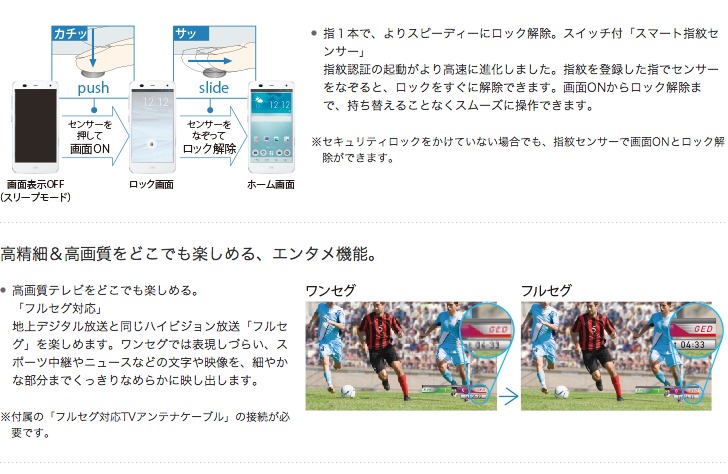 カチッ
サッ
push
slide
センサーを
押して
画面ON
センサーを
なぞって
ロック解除
画面表示OFF
(スリープモード)
ロック画面
ホーム画面
12:12
12:12
● 指1本で、よりスピーディーにロック解除。スイッチ付「スマート指紋セ
ンサー」
指紋認証の起動がより高速に進化しました。指紋を登録した指でセンサー
をなぞると、ロックをすぐに解除できます。画面ONからロック解除ま
で、持ち替えることなくスムーズに操作できます。
※セキュリティロックをかけていない場合でも、指紋センサーで画面ONとロック解
除ができます。
高精細＆高画質をどこでも楽しめる、エンタメ機能。
● 高画質テレビをどこでも楽しめる。
「フルセグ対応」
地上デジタル放送と同じハイビジョン放送「フルセ
グ」を楽しめます。ワンセグでは表現しづらい、ス
ポーツ中継やニュースなどの文字や映像を、細やか
な部分までくっきりなめらかに映し出します。
※付属の「フルセグ対応TVアンテナケーブル」の接続が必
要です。
ワンセグ
GED
04:33
フルセグ
GED
04:33